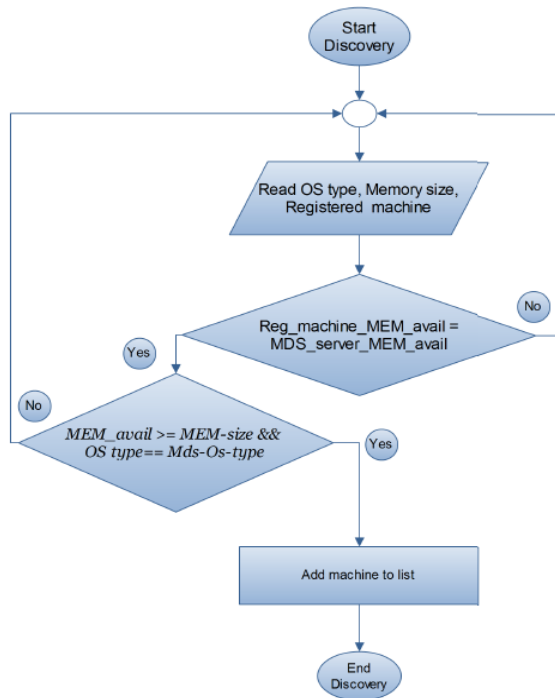 Start
Discovery
Read OS type, Memory size,
Registered machine
Reg_machine_MEM_avail =
MDS_server_MEM_avail
No
Yes
No
MEM_avail >= MEM-size &&
OS type== Mds-Os-type
Yes
Add machine to list
End
Discovery